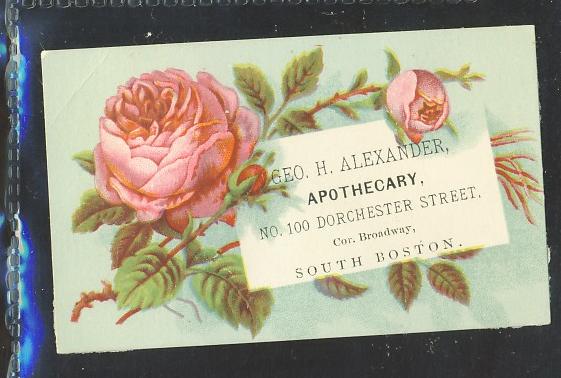 GEO. H. ALEXANDER,
APOTHECARY,
NO. 100 DORCHESTER STREET,
Cor. Broadway,
SOUTH BOSTON.